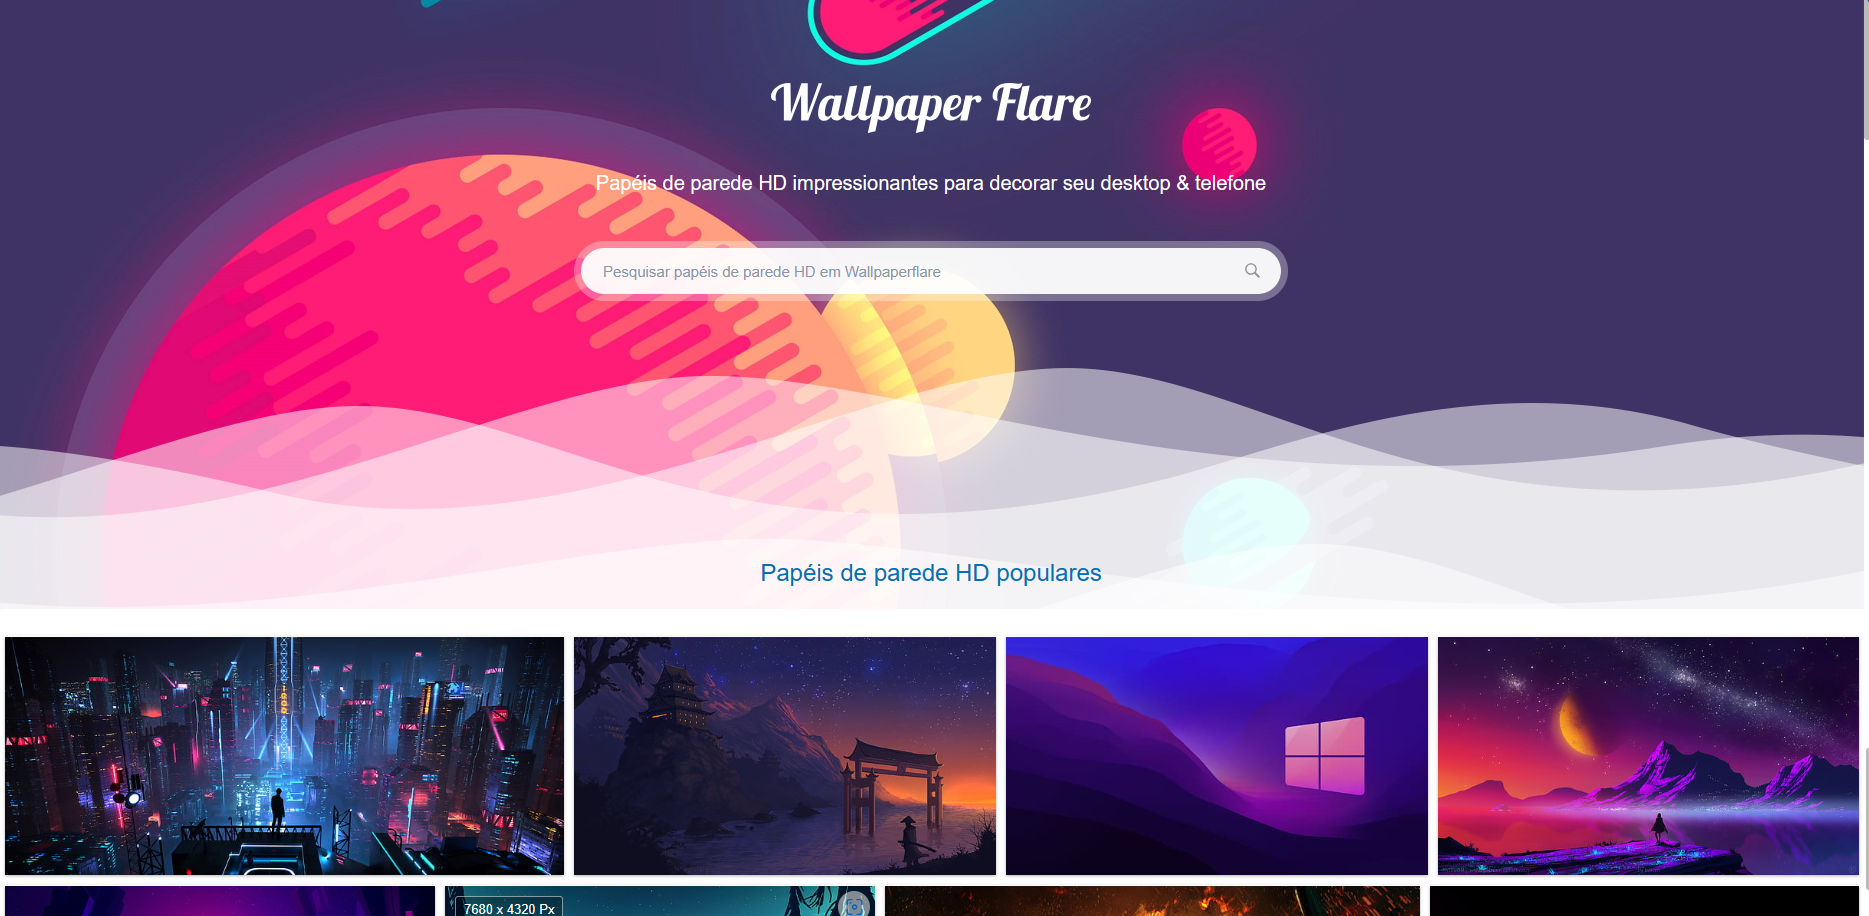 Wallpaper Flare
Papéis de parede HD impressionantes para decorar seu desktop & telefone
Pesquisar papéis de parede HD em Wallpaperflare
Papéis de parede HD populares
7680 x 4320 Px